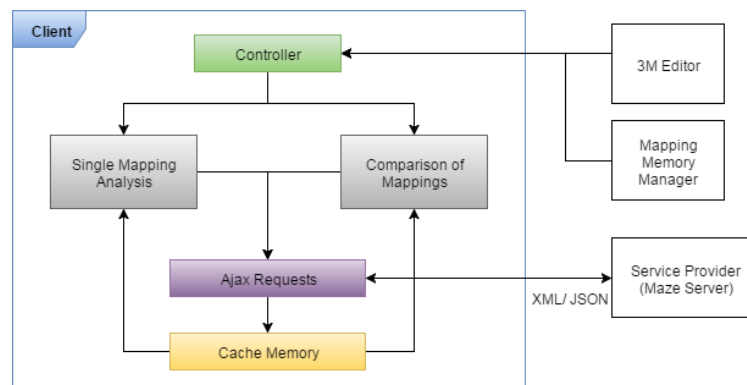 Client
Controller
3M Editor
Single Mapping
Analysis
Comparison of
Mappings
Mapping
Memory
Manager
Ajax Requests
Service Provider
(Maze Server)
XML/ JSON
Cache Memory